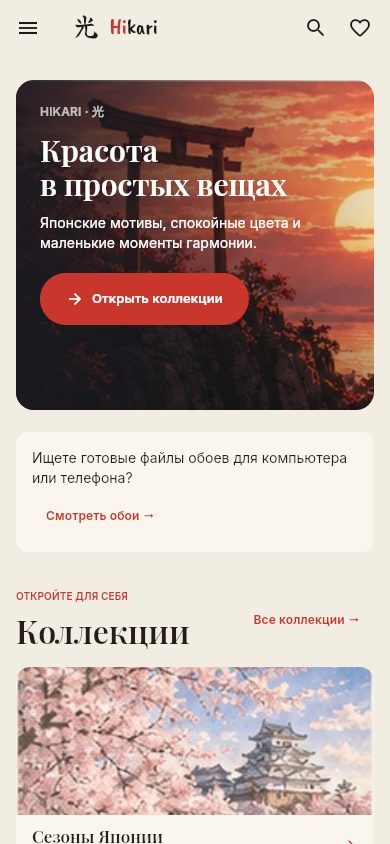 光 Hikari
HIKARI · 光
Красота
в простых вещах
Японские мотивы, спокойные цвета и
маленькие моменты гармонии.
→ Открыть коллекции
Ищете готовые файлы обоев для компьютера
или телефона?
Смотреть обои →
ОТКРОЙТЕ ДЛЯ СЕБЯ
Все коллекции →
Коллекции
Сезоны Японии